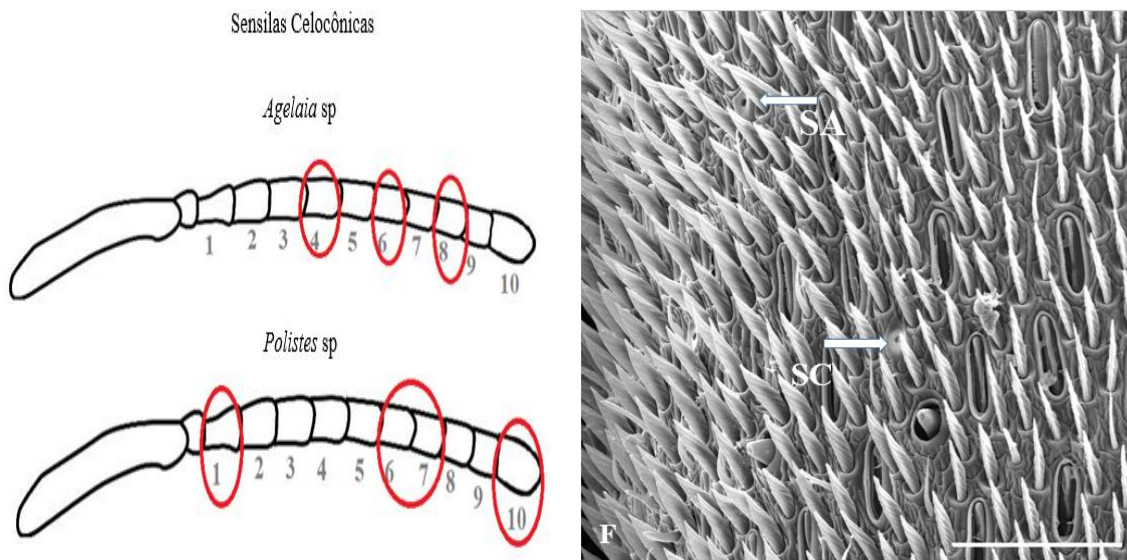 Sensilas Celocônicas
Agelaia sp
1 2 3 4 5 6 7 8 9 10
Polistes sp
1 2 3 4 5 6 7 8 9 10
SA
SC
F